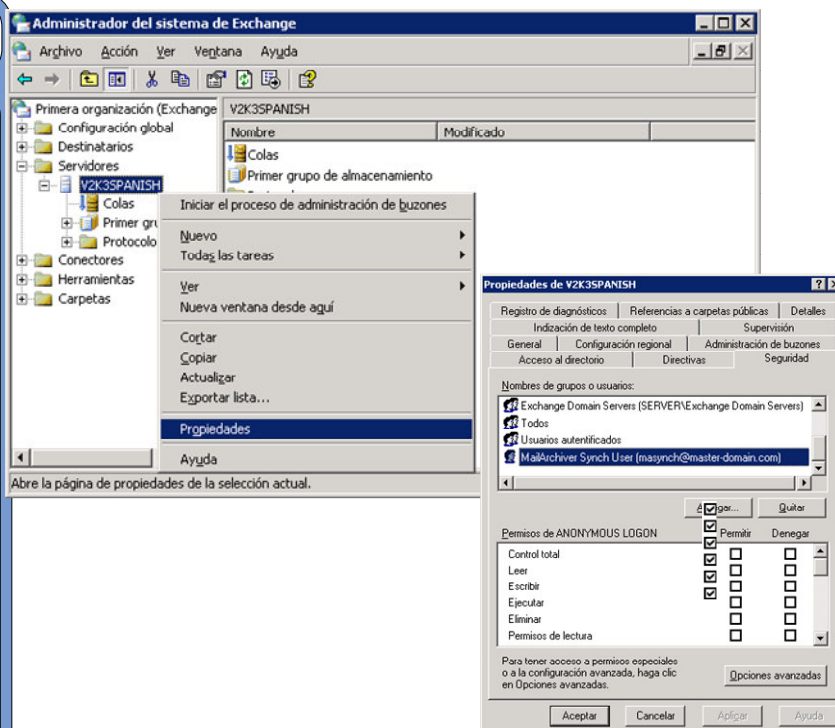 Administrador del sistema de Exchange
Archivo Acción Ver Ventana Ayuda
Primera organización (Exchange
Configuración global
Destinatarios
Servidores
V2K3SPANISH
Colas
Primer gru
Protocolo
Conectores
Herramientas
Carpetas
V2K3SPANISH
Nombre Modificado
Colas
Primer grupo de almacenamiento
Iniciar el proceso de administración de buzones
Nuevo
Todas las tareas
Ver
Nueva ventana desde aquí
Cortar
Copiar
Actualizar
Exportar lista...
Propiedades
Ayuda
Abre la página de propiedades de la selección actual.
Propiedades de V2K3SPANISH
Registro de diagnósticos Referencias a carpetas públicas Detalles
Indización de texto completo Supervisión
General Configuración regional Administración de buzones
Acceso al directorio Directivas Seguridad
Nombres de grupos o usuarios:
Exchange Domain Servers (SERVER\Exchange Domain Servers)
Todos
Usuarios autentificados
MailArchiver Synch User (masynch@master-domain.com)
Quitar
Permisos de ANONYMOUS LOGON Permitir Denegar
Control total
Leer
Escribir
Ejecutar
Eliminar
Permisos de lectura
Para tener acceso a permisos especiales
o a la configuración avanzada, haga clic
en Opciones avanzadas.
Opciones avanzadas
Aceptar Cancelar Aplicar Ayuda